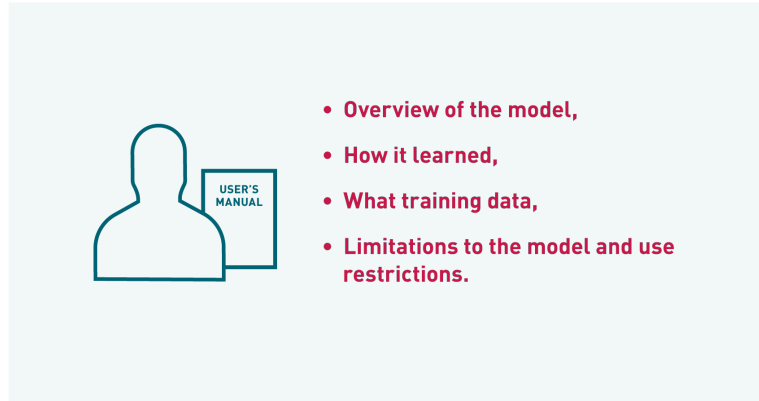 USER'S
MANUAL
• Overview of the model,
• How it learned,
• What training data,
• Limitations to the model and use
restrictions.